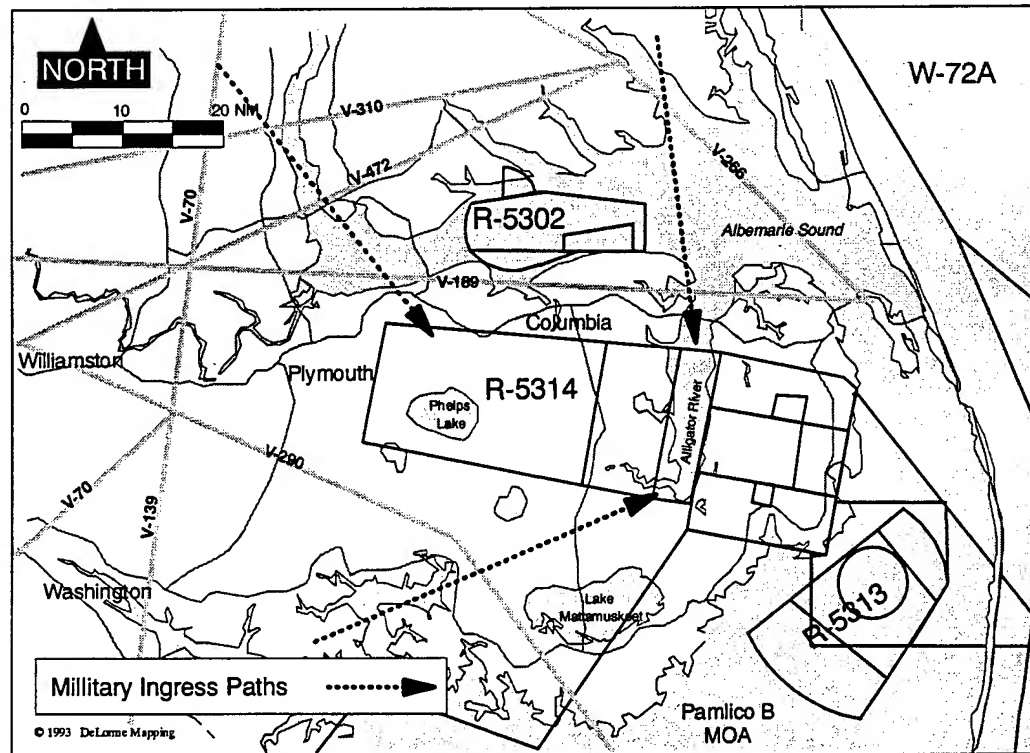 NORTH
0 10 20 NM
W-72A
V-310
V-472
V-266
V-70
R-5302
Albemarle Sound
V-189
Columbia
Williamston
Plymouth
R-5314
Phelps
Lake
Alligator River
V-290
V-70
V-139
Washington
Lake
Mattamuskeet
R-5313
Millitary Ingress Paths
Pamlico B
MOA
© 1993 DeLorme Mapping